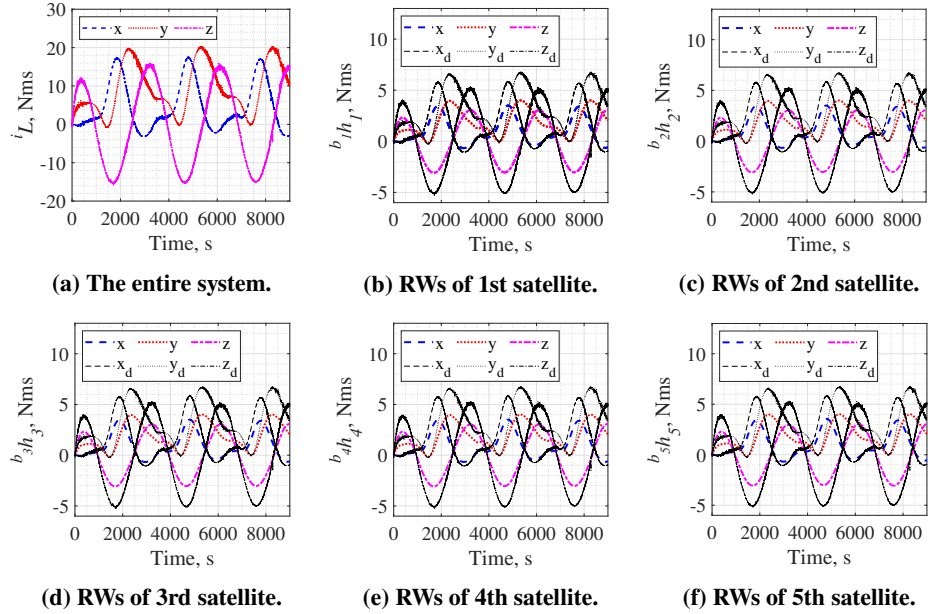 x y z
30
20
10
0
-10
-20
ⁱL, Nms
0 2000 4000 6000 8000
Time, s
(a) The entire system.
x y z
x_d y_d z_d
10
5
0
-5
b₁h₁, Nms
0 2000 4000 6000 8000
Time, s
(b) RWs of 1st satellite.
x y z
x_d y_d z_d
10
5
0
-5
b₂h₂, Nms
0 2000 4000 6000 8000
Time, s
(c) RWs of 2nd satellite.
x y z
x_d y_d z_d
10
5
0
-5
b₃h₃, Nms
0 2000 4000 6000 8000
Time, s
(d) RWs of 3rd satellite.
x y z
x_d y_d z_d
10
5
0
-5
b₄h₄, Nms
0 2000 4000 6000 8000
Time, s
(e) RWs of 4th satellite.
x y z
x_d y_d z_d
10
5
0
-5
b₅h₅, Nms
0 2000 4000 6000 8000
Time, s
(f) RWs of 5th satellite.